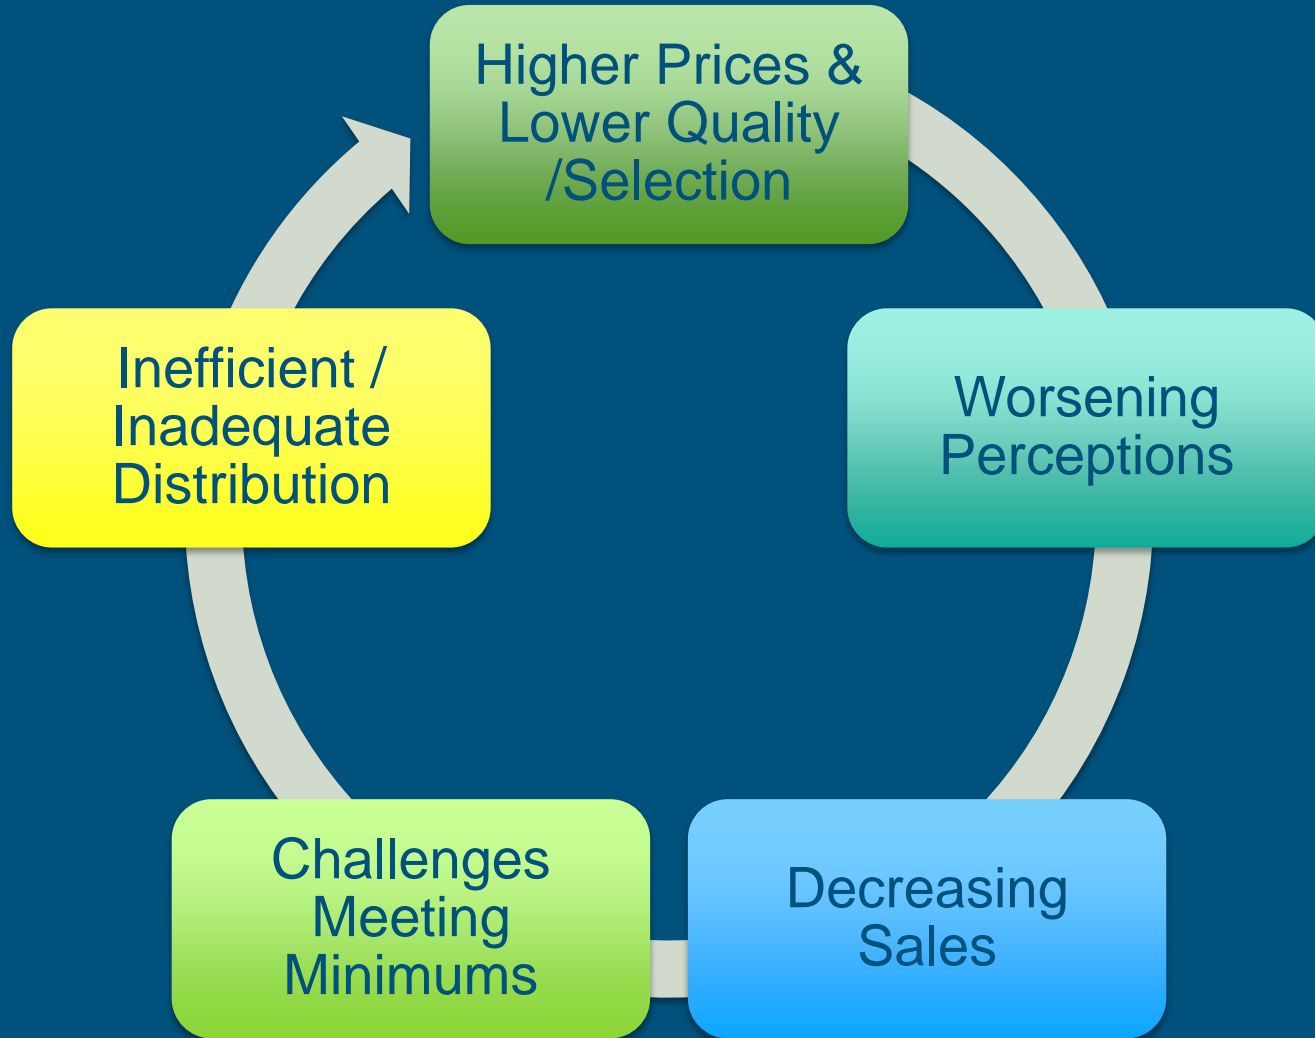 Higher Prices &
Lower Quality
/Selection
Worsening
Perceptions
Decreasing
Sales
Challenges
Meeting
Minimums
Inefficient /
Inadequate
Distribution